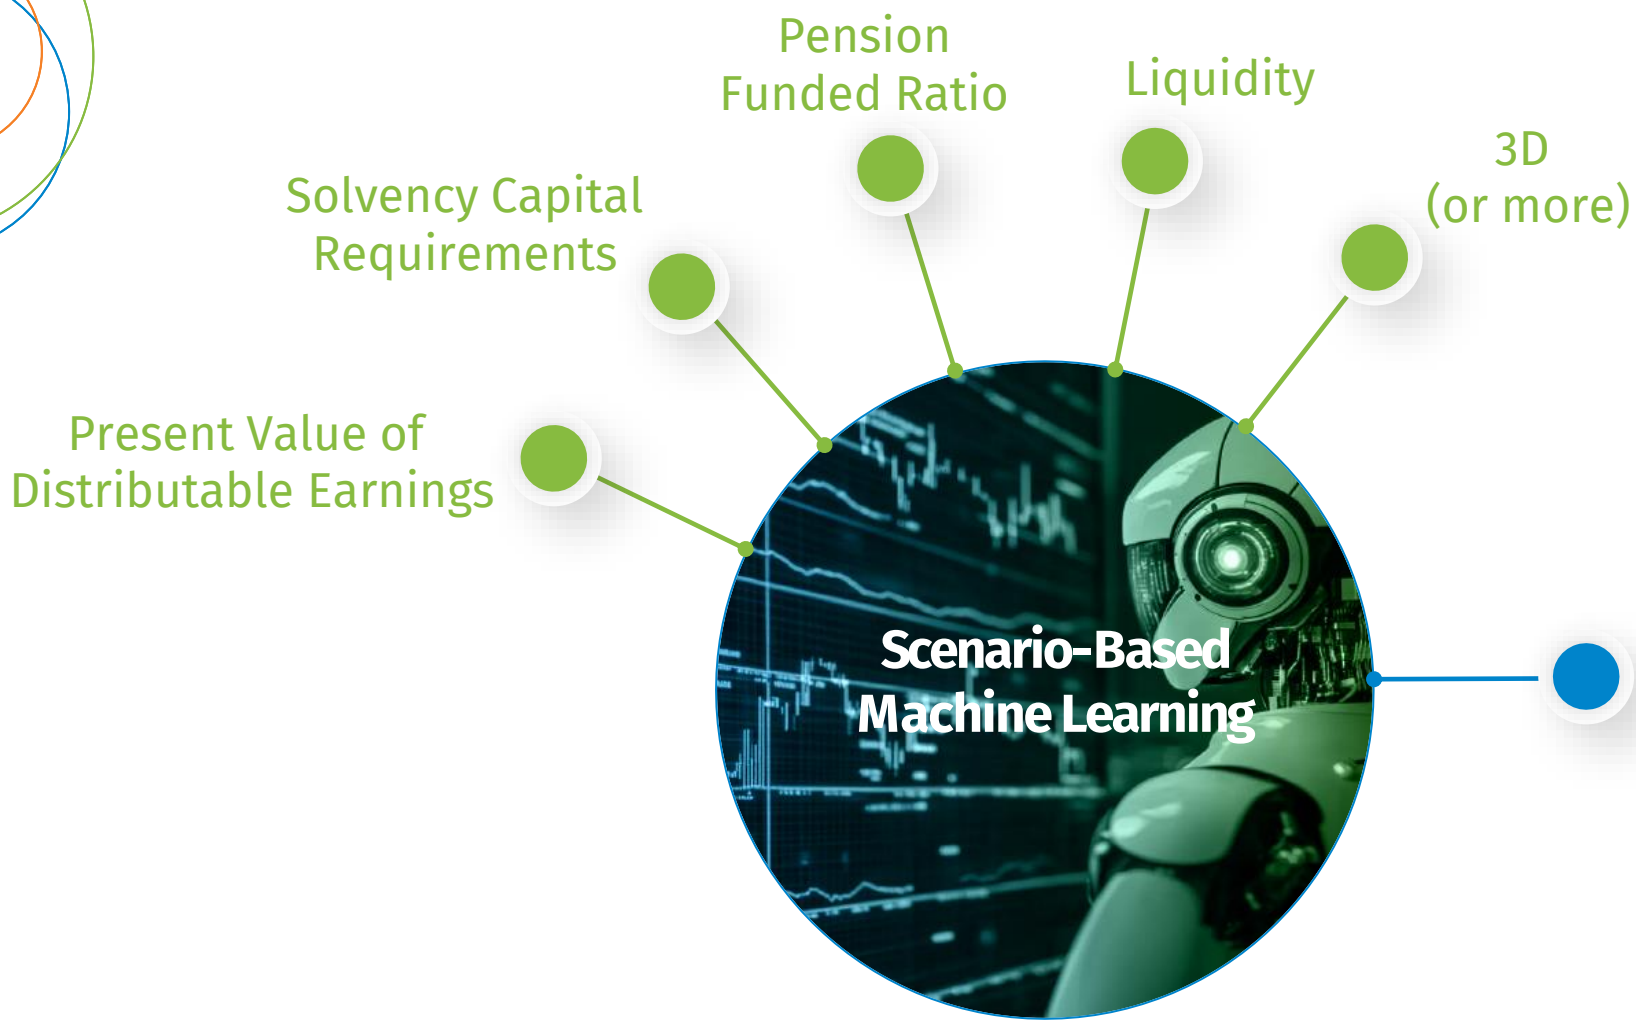 Pension
Funded Ratio
Liquidity
3D
(or more)
Solvency Capital
Requirements
Present Value of
Distributable Earnings
Scenario-Based
Machine Learning